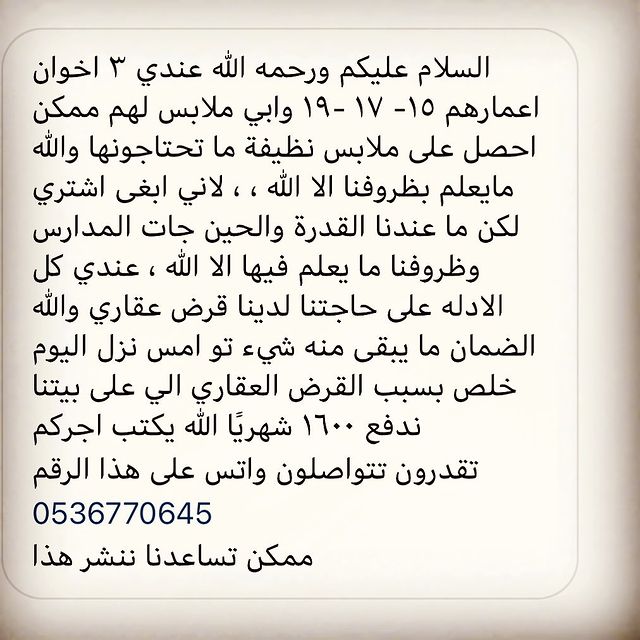 السلام عليكم ورحمه الله عندي ٣ اخوان
اعمارهم ١٥- ١٧ -١٩ وابي ملابس لهم ممكن
احصل على ملابس نظيفة ما تحتاجونها والله
مايعلم بظروفنا الا الله ، ، لاني ابغى اشتري
لكن ما عندنا القدرة والحين جات المدارس
وظروفنا ما يعلم فيها الا الله ، عندي كل
الادله على حاجتنا لدينا قرض عقاري والله
الضمان ما يبقى منه شيء تو امس نزل اليوم
خلص بسبب القرض العقاري الي على بيتنا
ندفع ١٦٠٠ شهريًا الله يكتب اجركم
تقدرون تتواصلون واتس على هذا الرقم
0536770645
ممكن تساعدنا ننشر هذا